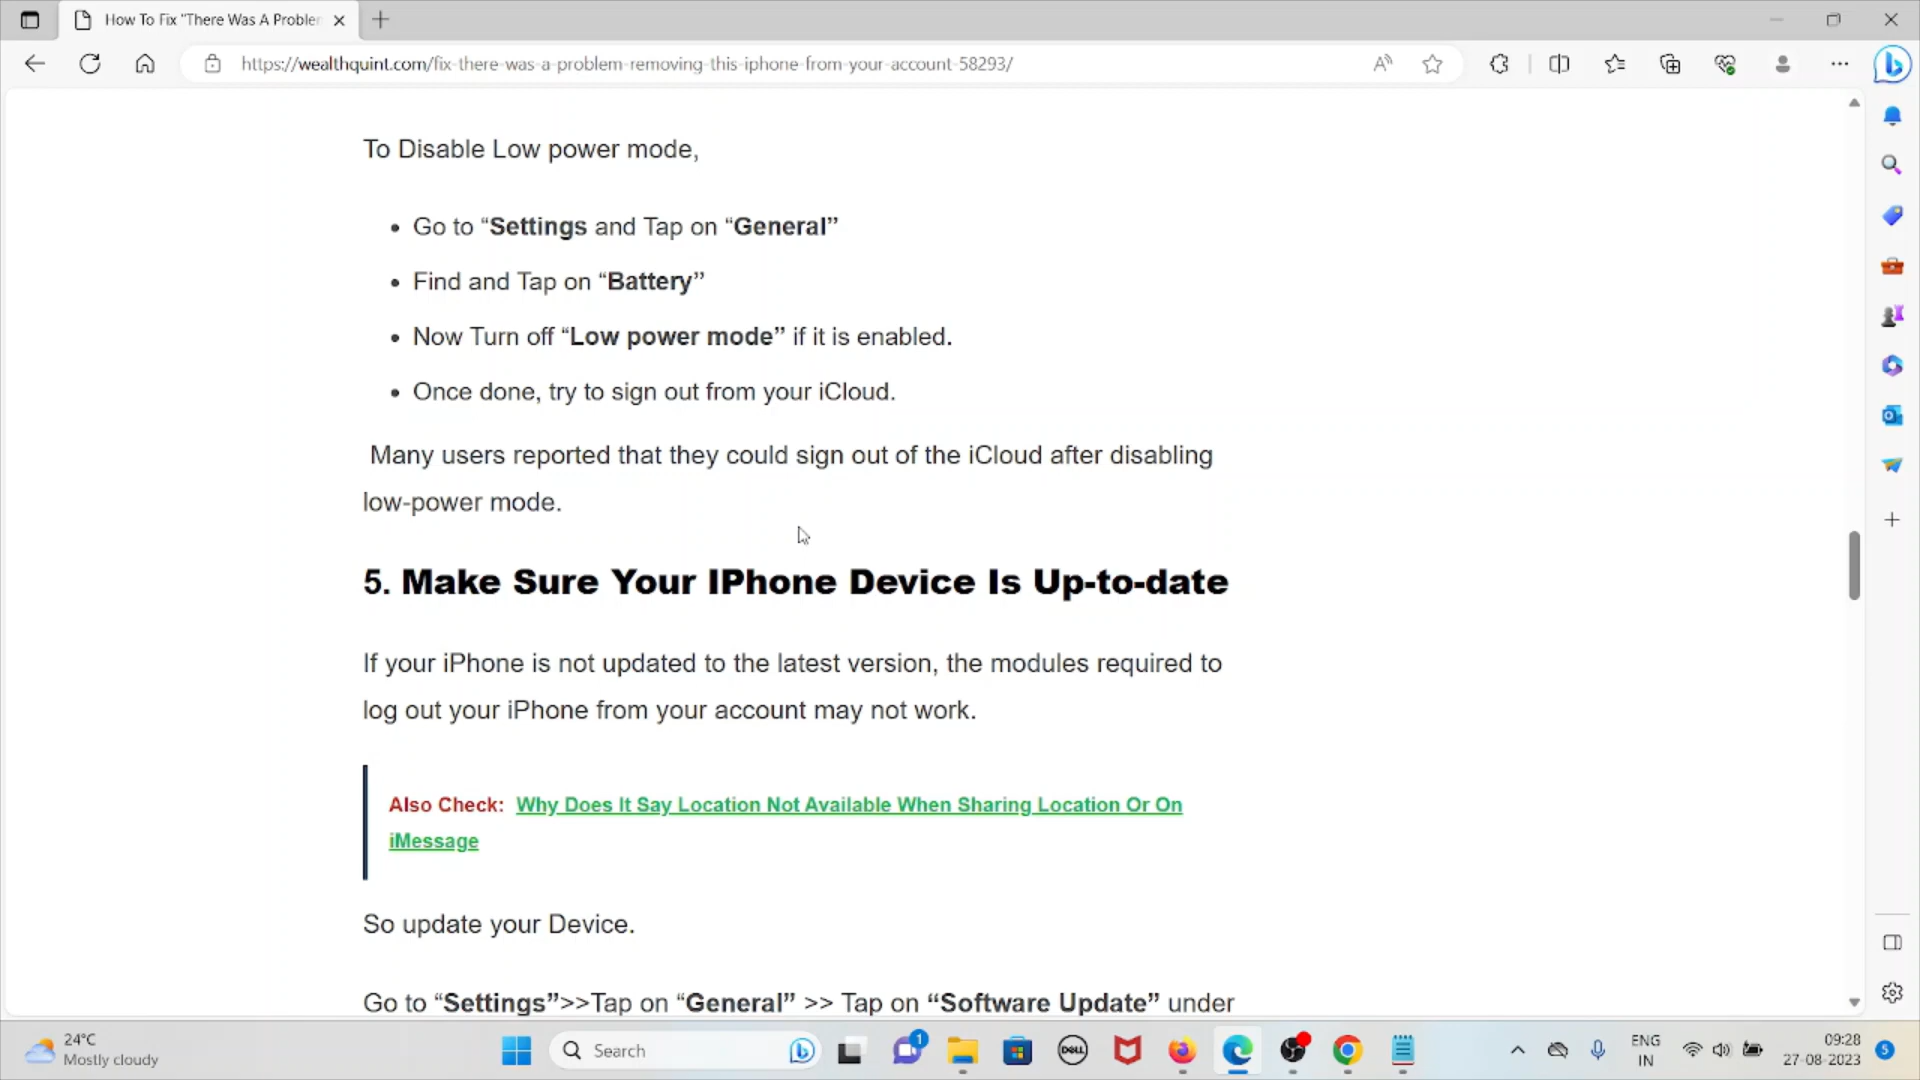 How To Fix "There Was A Probler
https://wealthquint.com/fix-there-was-a-problem-removing-this-iphone-from-your-account-58293/
To Disable Low power mode,
• Go to “Settings and Tap on “General”
• Find and Tap on “Battery”
• Now Turn off “Low power mode” if it is enabled.
• Once done, try to sign out from your iCloud.
Many users reported that they could sign out of the iCloud after disabling
low-power mode.
5. Make Sure Your IPhone Device Is Up-to-date
If your iPhone is not updated to the latest version, the modules required to
log out your iPhone from your account may not work.
Also Check: Why Does It Say Location Not Available When Sharing Location Or On
iMessage
So update your Device.
Go to “Settings”>>Tap on “General” >> Tap on “Software Update” under
24°C
Mostly cloudy
Search
1
DELL
ENG
IN
09:28
27-08-2023
5